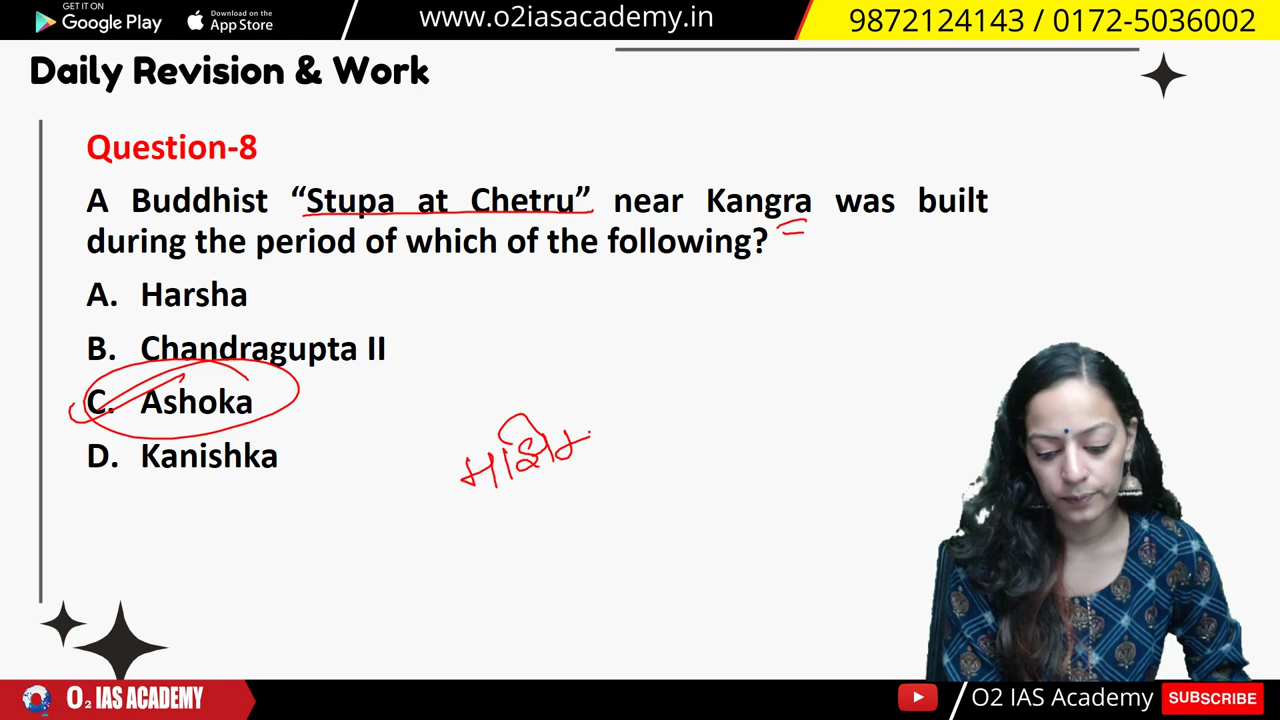 GET IT ON
Google Play
Download on the
App Store
www.o2iasacademy.in
9872124143 / 0172-5036002
Daily Revision & Work
Question-8
A Buddhist “Stupa at Chetru” near Kangra was built
during the period of which of the following?
A. Harsha
B. Chandragupta II
C. Ashoka
D. Kanishka
O₂ IAS ACADEMY
O2 IAS Academy
SUBSCRIBE